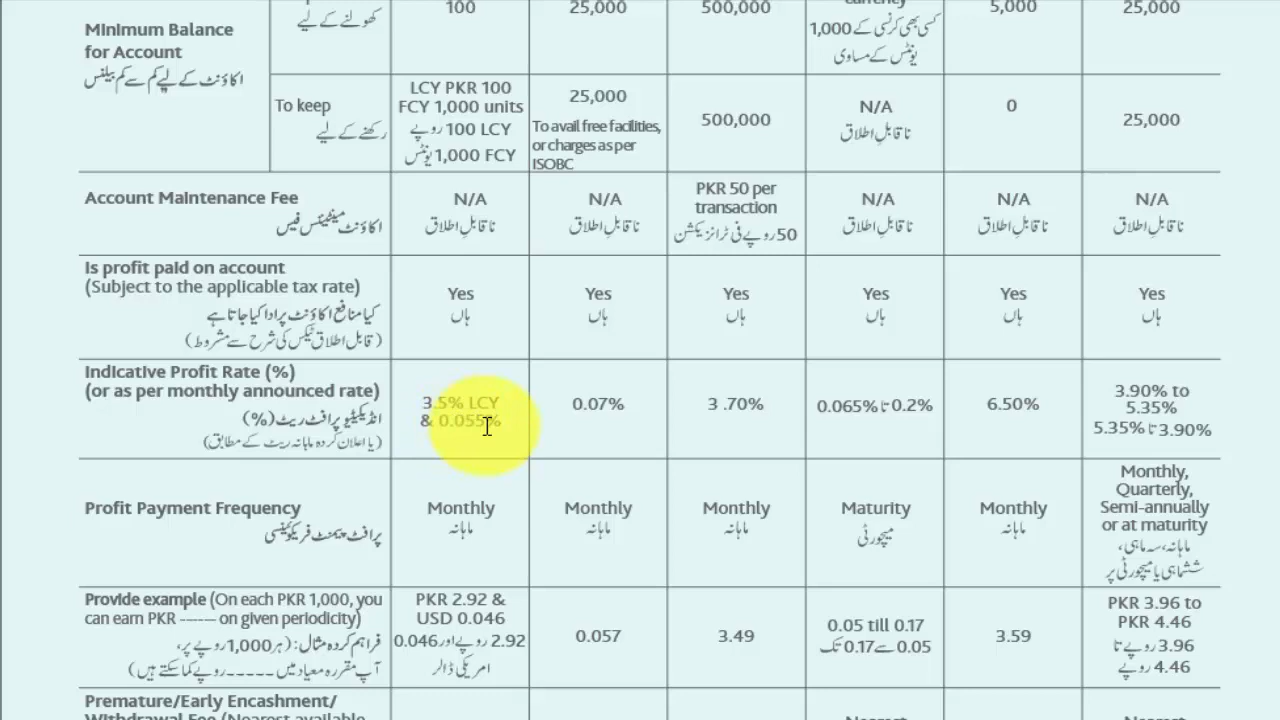 Minimum Balance
for Account
اکاؤنٹ کے لیے کم سے کم بیلنس
کھولنے کے لیے
100
25,000
500,000
currency
کسی بھی کرنسی کے 1,000
یونٹس کے مساوی
5,000
25,000
To keep
رکھنے کے لیے
LCY PKR 100
FCY 1,000 units
100 LCY روپے
1,000 FCY یونٹس
25,000
To avail free facilities,
or charges as per
ISOBC
500,000
N/A
ناقابلِ اطلاق
0
25,000
Account Maintenance Fee
اکاؤنٹ مینٹیننس فیس
N/A
ناقابلِ اطلاق
N/A
ناقابلِ اطلاق
PKR 50 per
transaction
50 روپے فی ٹرانزیکشن
N/A
ناقابلِ اطلاق
N/A
ناقابلِ اطلاق
N/A
ناقابلِ اطلاق
Is profit paid on account
(Subject to the applicable tax rate)
کیا منافع اکاؤنٹ پر ادا کیا جاتا ہے
(قابل اطلاق ٹیکس کی شرح سے مشروط)
Yes
ہاں
Yes
ہاں
Yes
ہاں
Yes
ہاں
Yes
ہاں
Yes
ہاں
Indicative Profit Rate (%)
(or as per monthly announced rate)
انڈیکیٹیو پرافٹ ریٹ (%)
(یا اعلان کردہ ماہانہ ریٹ کے مطابق)
3.5% LCY
& 0.055%
0.07%
3 .70%
0.065% تا 0.2%
6.50%
3.90% to
5.35%
3.90% تا 5.35%
Profit Payment Frequency
پرافٹ پیمنٹ فریکوئینسی
Monthly
ماہانہ
Monthly
ماہانہ
Monthly
ماہانہ
Maturity
میچورٹی
Monthly
ماہانہ
Monthly,
Quarterly,
Semi-annually
or at maturity
ماہانہ، سہ ماہی،
ششماہی یا میچورٹی پر
Provide example (On each PKR 1,000, you
can earn PKR ------ on given periodicity)
فراہم کردہ مثال: (ہر 1,000 روپے پر،
آپ مقررہ معیاد میں ۔۔۔۔۔ روپے کما سکتے ہیں)
PKR 2.92 &
USD 0.046
2.92 روپے اور 0.046
امریکی ڈالر
0.057
3.49
0.05 till 0.17
0.05 سے 0.17 تک
3.59
PKR 3.96 to
PKR 4.46
3.96 روپے تا
4.46 روپے
Premature/Early Encashment/
Withdrawal Fee (Nearest available